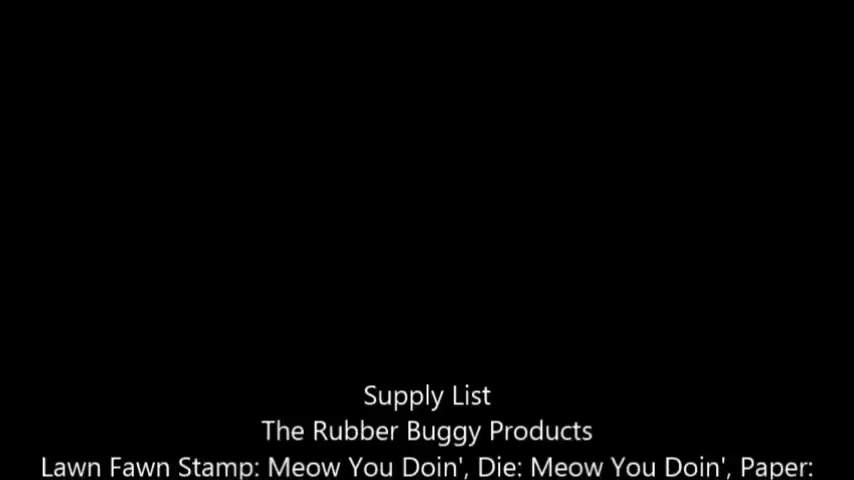 Supply List
The Rubber Buggy Products
Lawn Fawn Stamp: Meow You Doin', Die: Meow You Doin', Paper: